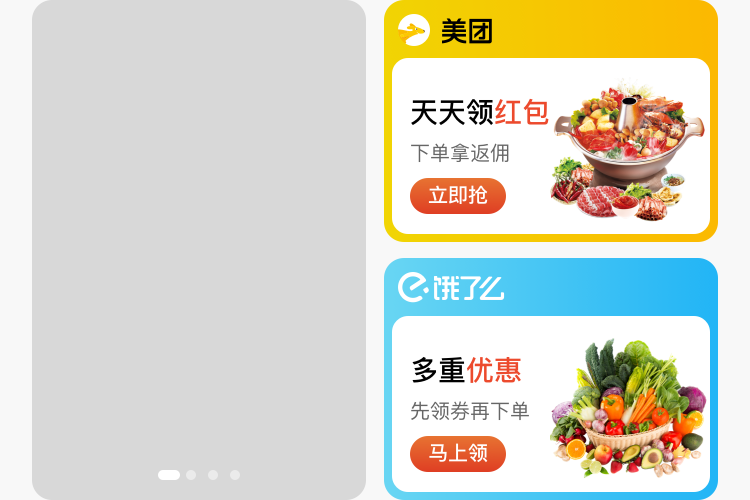 美团
天天领红包
下单拿返佣
立即抢
饿了么
多重优惠
先领券再下单
马上领